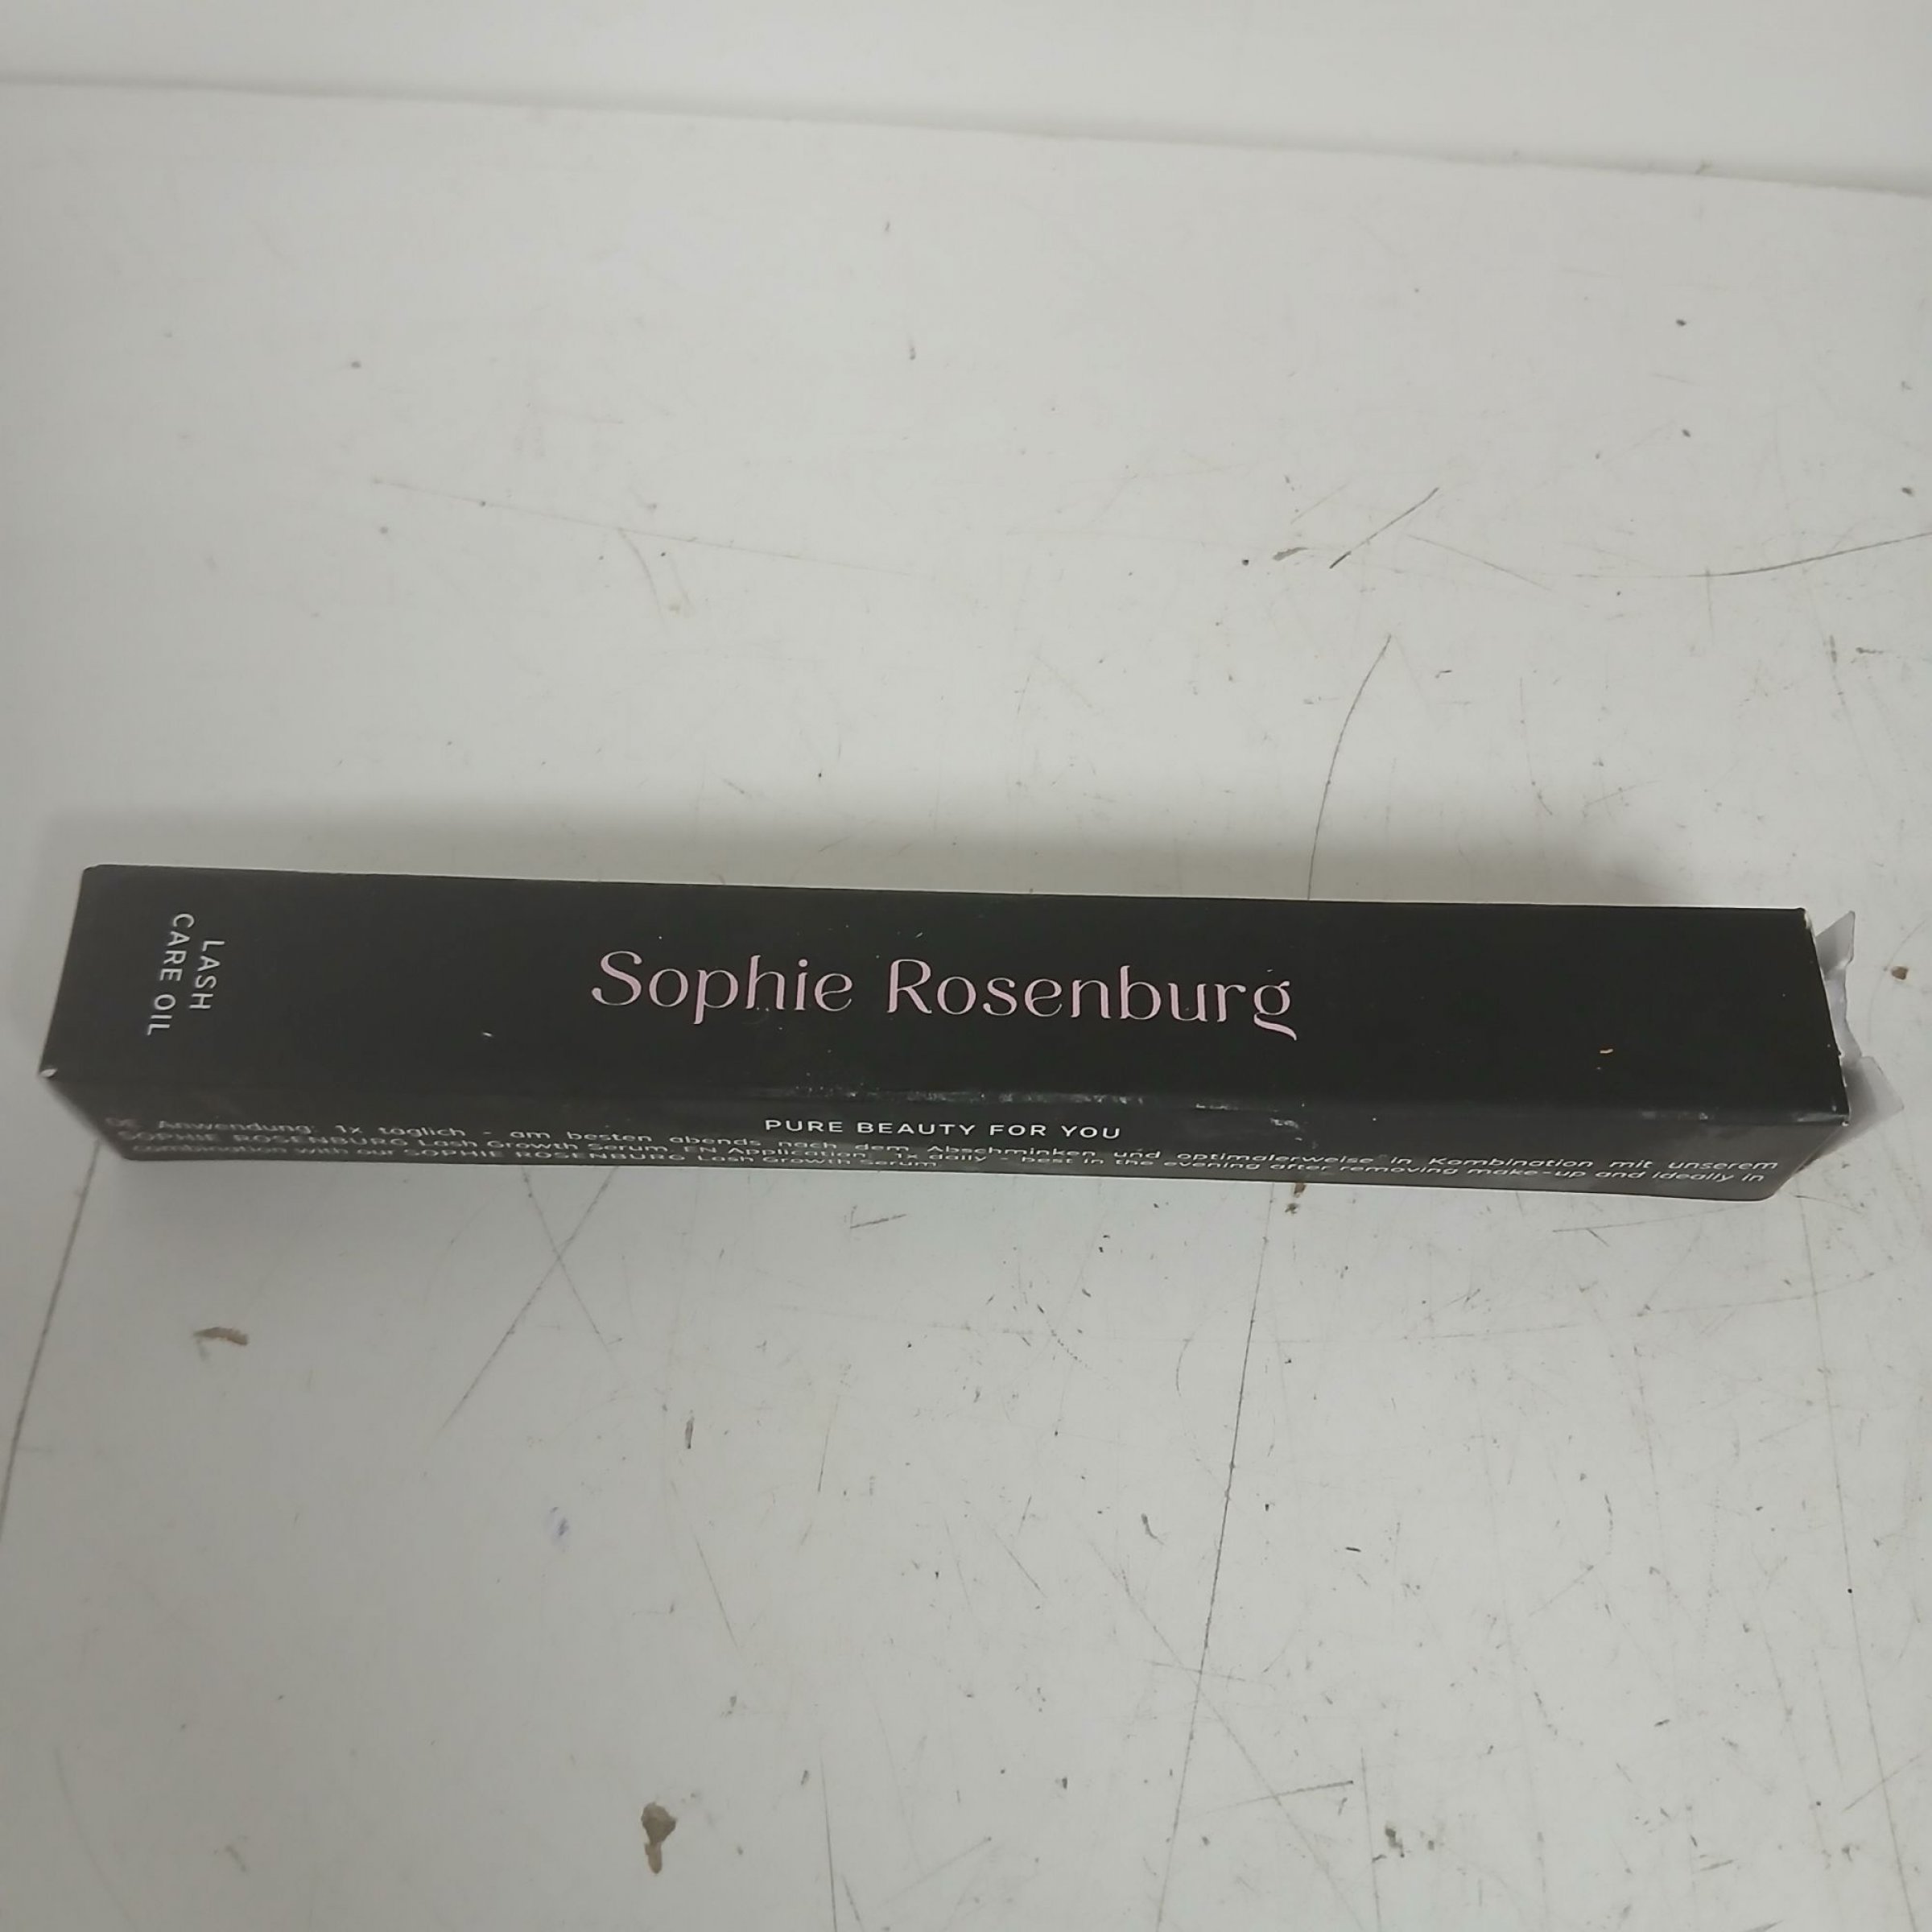 LASH
CARE OIL
Sophie Rosenburg
PURE BEAUTY FOR YOU
DE Anwendung: 1x täglich - am besten abends nach dem Abschminken und optimalerweise in Kombination mit unserem
SOPHIE ROSENBURG Lash Growth Serum. EN Application: 1x daily - best in the evening after removing make-up and ideally in
combination with our SOPHIE ROSENBURG Lash Growth Serum.